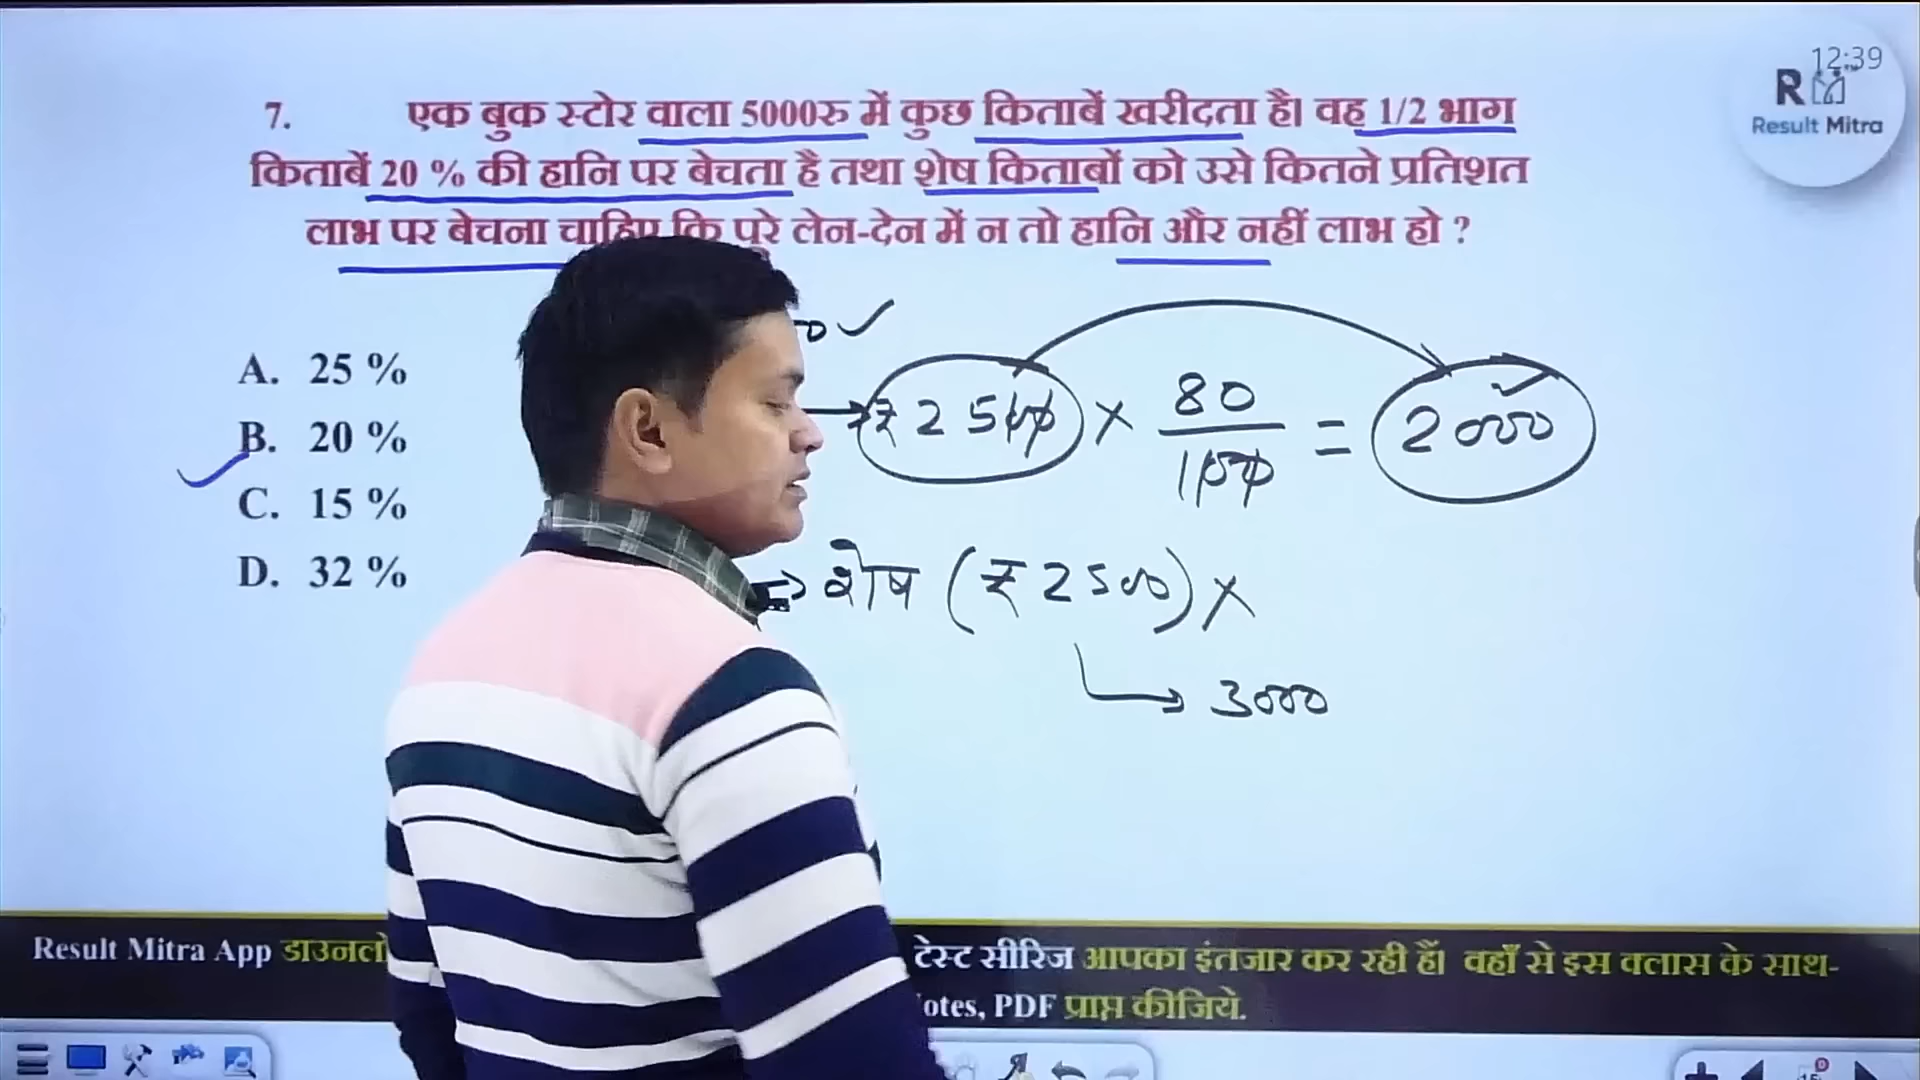 12:39
R
Result Mitra
7. एक बुक स्टोर वाला 5000रु में कुछ किताबें खरीदता है। वह 1/2 भाग
किताबें 20 % की हानि पर बेचता है तथा शेष किताबों को उसे कितने प्रतिशत
लाभ पर बेचना चाहिए कि पूरे लेन-देन में न तो हानि और नहीं लाभ हो ?
A. 25 %
B. 20 %
C. 15 %
D. 32 %
₹ 2500 × 80/100 = 2000
शेष (₹ 2500) ×
3000
Result Mitra App
टेस्ट सीरिज आपका इंतजार कर रही हैं। वहाँ से इस क्लास के साथ-
PDF प्राप्त कीजिये.